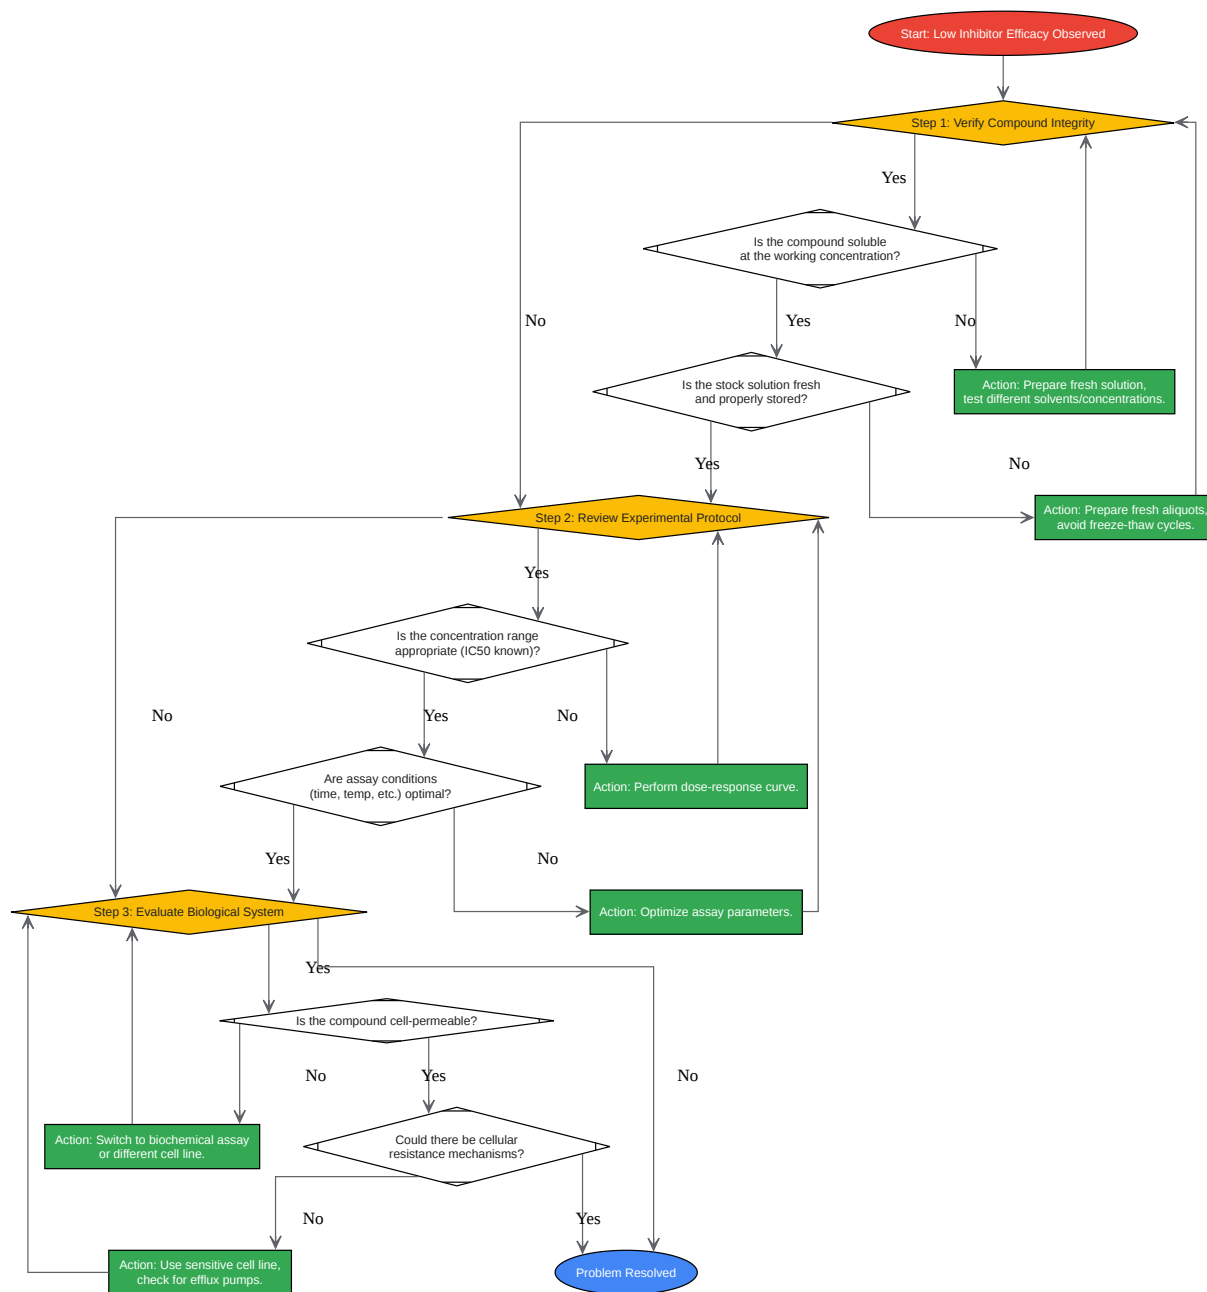 Start: Low Inhibitor Efficacy Observed
Step 1: Verify Compound Integrity
Yes
Is the compound soluble
at the working concentration?
No
Yes
No
Is the stock solution fresh
and properly stored?
Action: Prepare fresh solution,
test different solvents/concentrations.
Yes
No
Step 2: Review Experimental Protocol
Action: Prepare fresh aliquots,
avoid freeze-thaw cycles.
Yes
Is the concentration range
appropriate (IC50 known)?
No
Yes
No
Are assay conditions
(time, temp, etc.) optimal?
Action: Perform dose-response curve.
Yes
No
Step 3: Evaluate Biological System
Action: Optimize assay parameters.
Yes
Is the compound cell-permeable?
No
Yes
No
Action: Switch to biochemical assay
or different cell line.
Could there be cellular
resistance mechanisms?
No
Yes
Action: Use sensitive cell line,
check for efflux pumps.
Problem Resolved